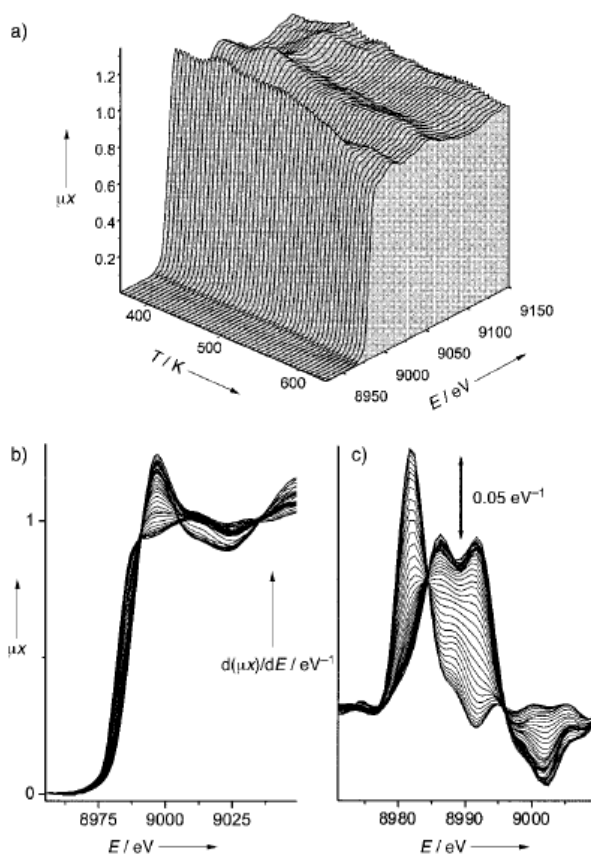 a)
1.2
1.0
0.8
0.6
0.4
0.2
μx
400
500
600
T / K
8950
9000
9050
9100
9150
E / eV
b)
1
0
μx
8975
9000
9025
E / eV
d(μx)/dE / eV⁻¹
c)
0.05 eV⁻¹
8980
8990
9000
E / eV